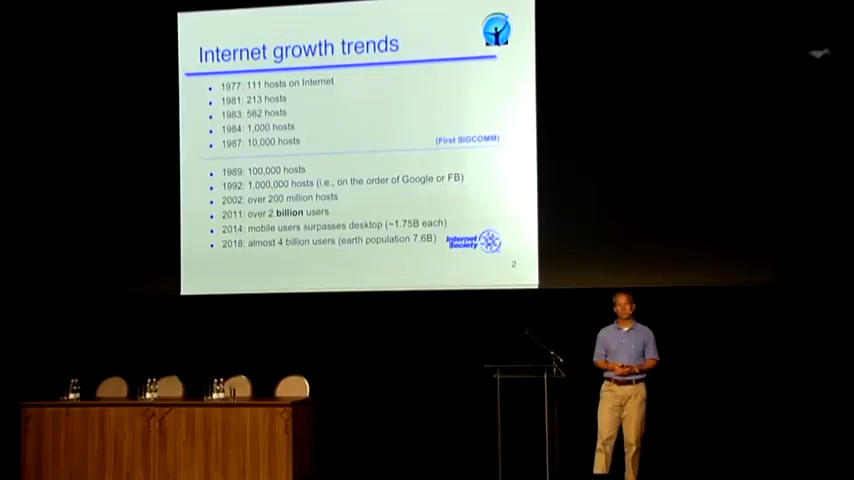 Internet growth trends
• 1977: 111 hosts on Internet
• 1981: 213 hosts
• 1983: 562 hosts
• 1984: 1,000 hosts
• 1987: 10,000 hosts (First SIGCOMM)
• 1989: 100,000 hosts
• 1992: 1,000,000 hosts (i.e., on the order of Google or FB)
• 2002: over 200 million hosts
• 2011: over 2 billion users
• 2014: mobile users surpasses desktop (~1.75B each)
• 2018: almost 4 billion users (earth population 7.6B)
Internet
Society
2